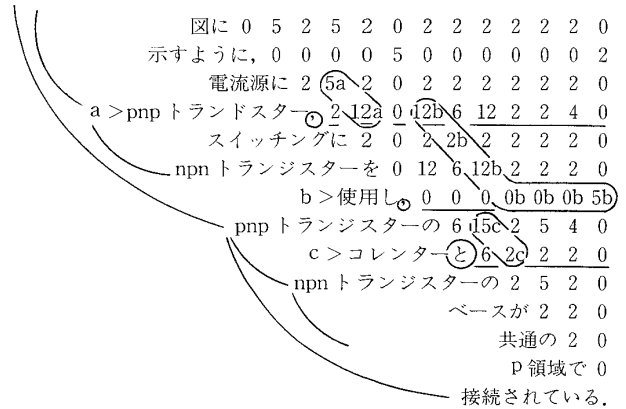 図に 0 5 2 5 2 0 2 2 2 2 2 2 0
示すように, 0 0 0 0 5 0 0 0 0 0 0 2
電流源に 2 5a 2 0 2 2 2 2 2 2 0
a>pnp トランドスター, 2 12a 0 12b 6 12 2 2 4 0
スイッチングに 2 0 2 2b 2 2 2 2 0
npn トランジスターを 0 12 6 12b 2 2 2 0
b>使用し, 0 0 0 0b 0b 0b 5b
pnp トランジスターの 6 15c 2 5 4 0
c>コレンターと 6 2c 2 2 0
npn トランジスターの 2 5 2 0
ベースが 2 2 0
共通の 2 0
p 領域で 0
接続されている.